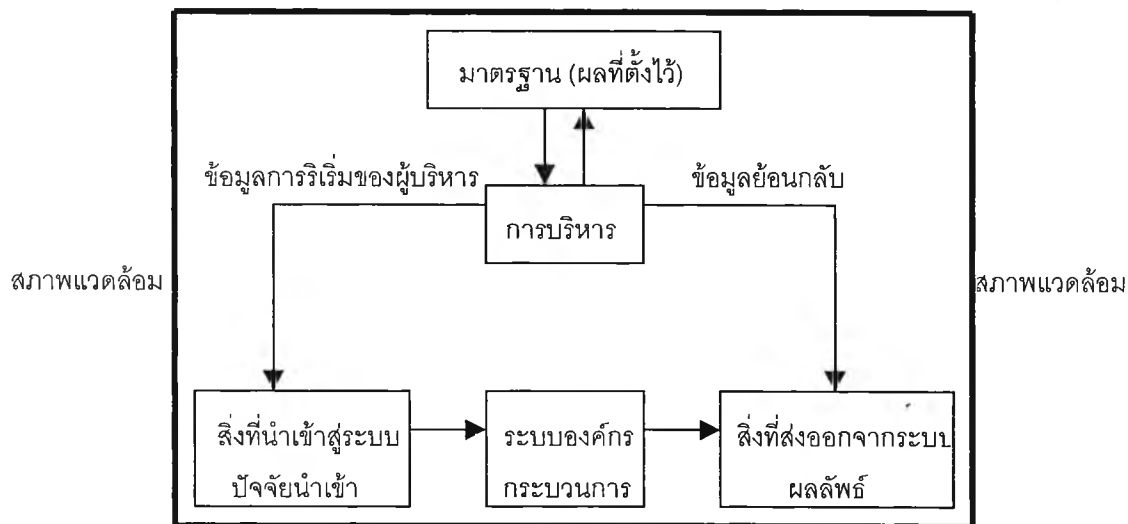 มาตรฐาน (ผลที่ตั้งไว้)
ข้อมูลการริเริ่มของผู้บริหาร
ข้อมูลย้อนกลับ
การบริหาร
สภาพแวดล้อม
สภาพแวดล้อม
สิ่งที่นำเข้าสู่ระบบ
ปัจจัยนำเข้า
ระบบองค์กร
กระบวนการ
สิ่งที่ส่งออกจากระบบ
ผลลัพธ์